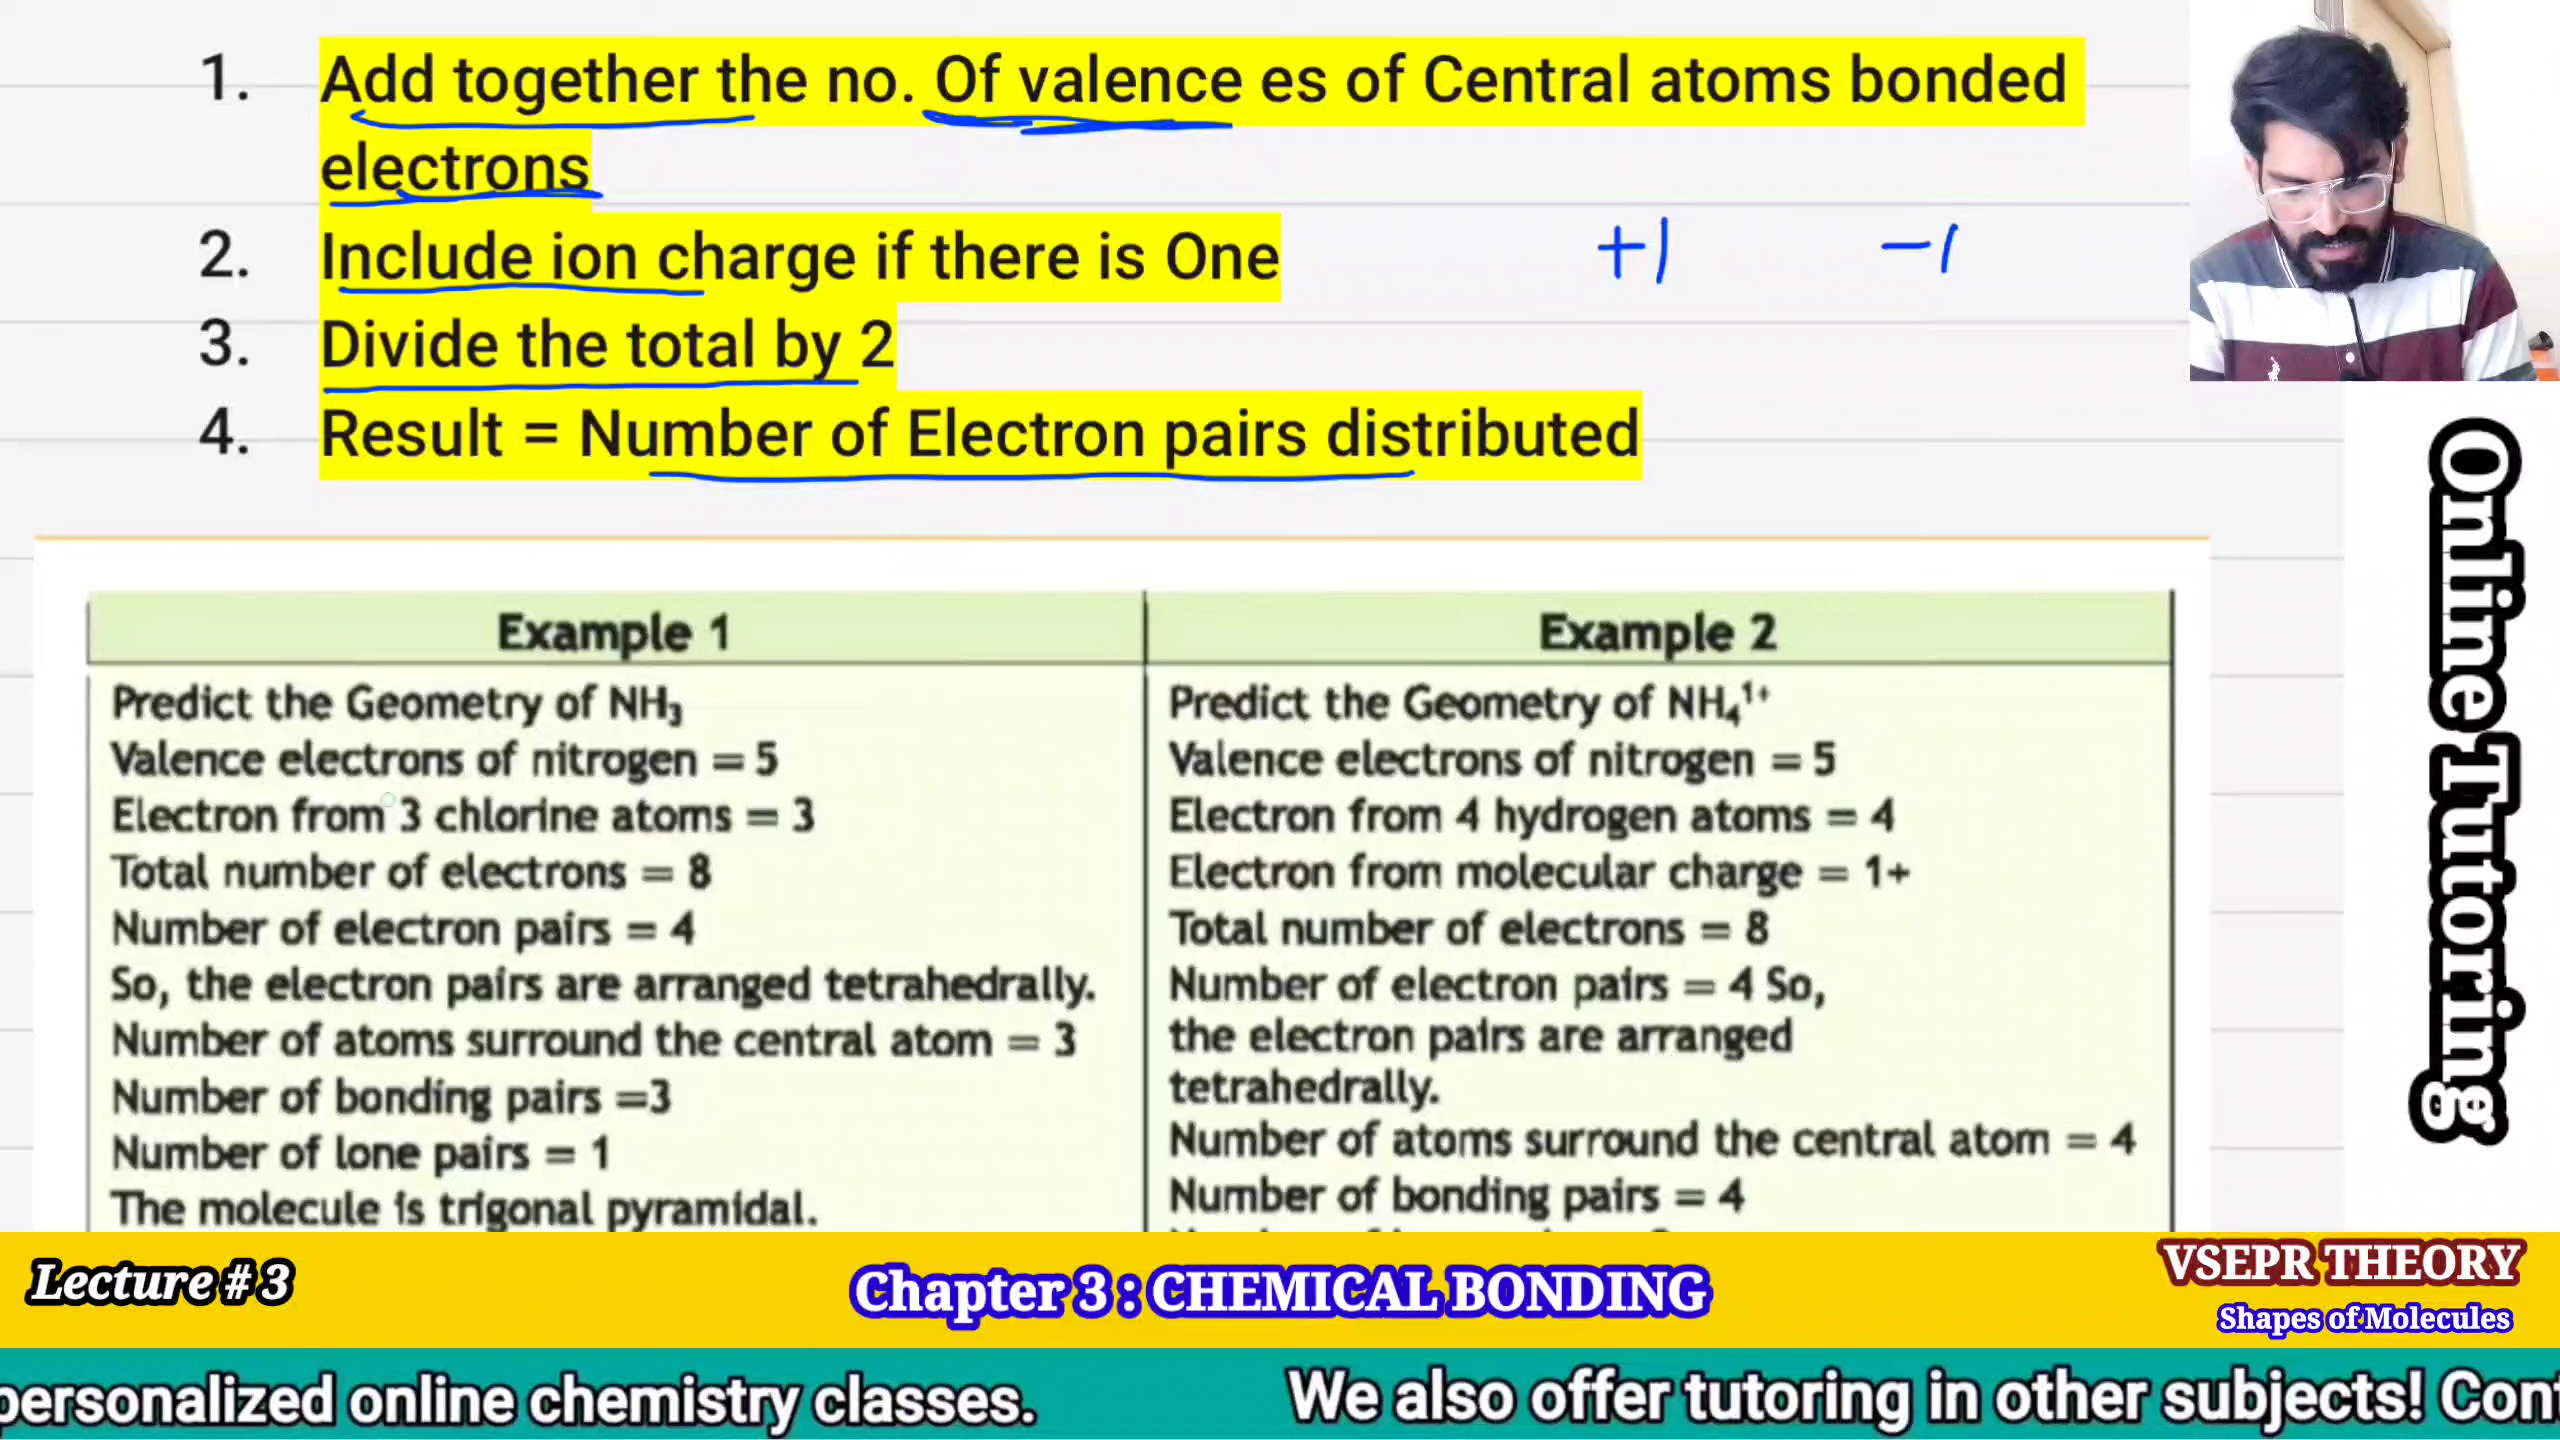 1. Add together the no. Of valence es of Central atoms bonded
electrons
2. Include ion charge if there is One
+1 -1
3. Divide the total by 2
4. Result = Number of Electron pairs distributed
Example 1
Predict the Geometry of NH₃
Valence electrons of nitrogen = 5
Electron from 3 chlorine atoms = 3
Total number of electrons = 8
Number of electron pairs = 4
So, the electron pairs are arranged tetrahedrally.
Number of atoms surround the central atom = 3
Number of bonding pairs =3
Number of lone pairs = 1
The molecule is trigonal pyramidal.
Example 2
Predict the Geometry of NH₄¹⁺
Valence electrons of nitrogen = 5
Electron from 4 hydrogen atoms = 4
Electron from molecular charge = 1+
Total number of electrons = 8
Number of electron pairs = 4 So,
the electron pairs are arranged
tetrahedrally.
Number of atoms surround the central atom = 4
Number of bonding pairs = 4
Online Tutoring
Lecture # 3
Chapter 3 : CHEMICAL BONDING
VSEPR THEORY
Shapes of Molecules
personalized online chemistry classes. We also offer tutoring in other subjects! Cont